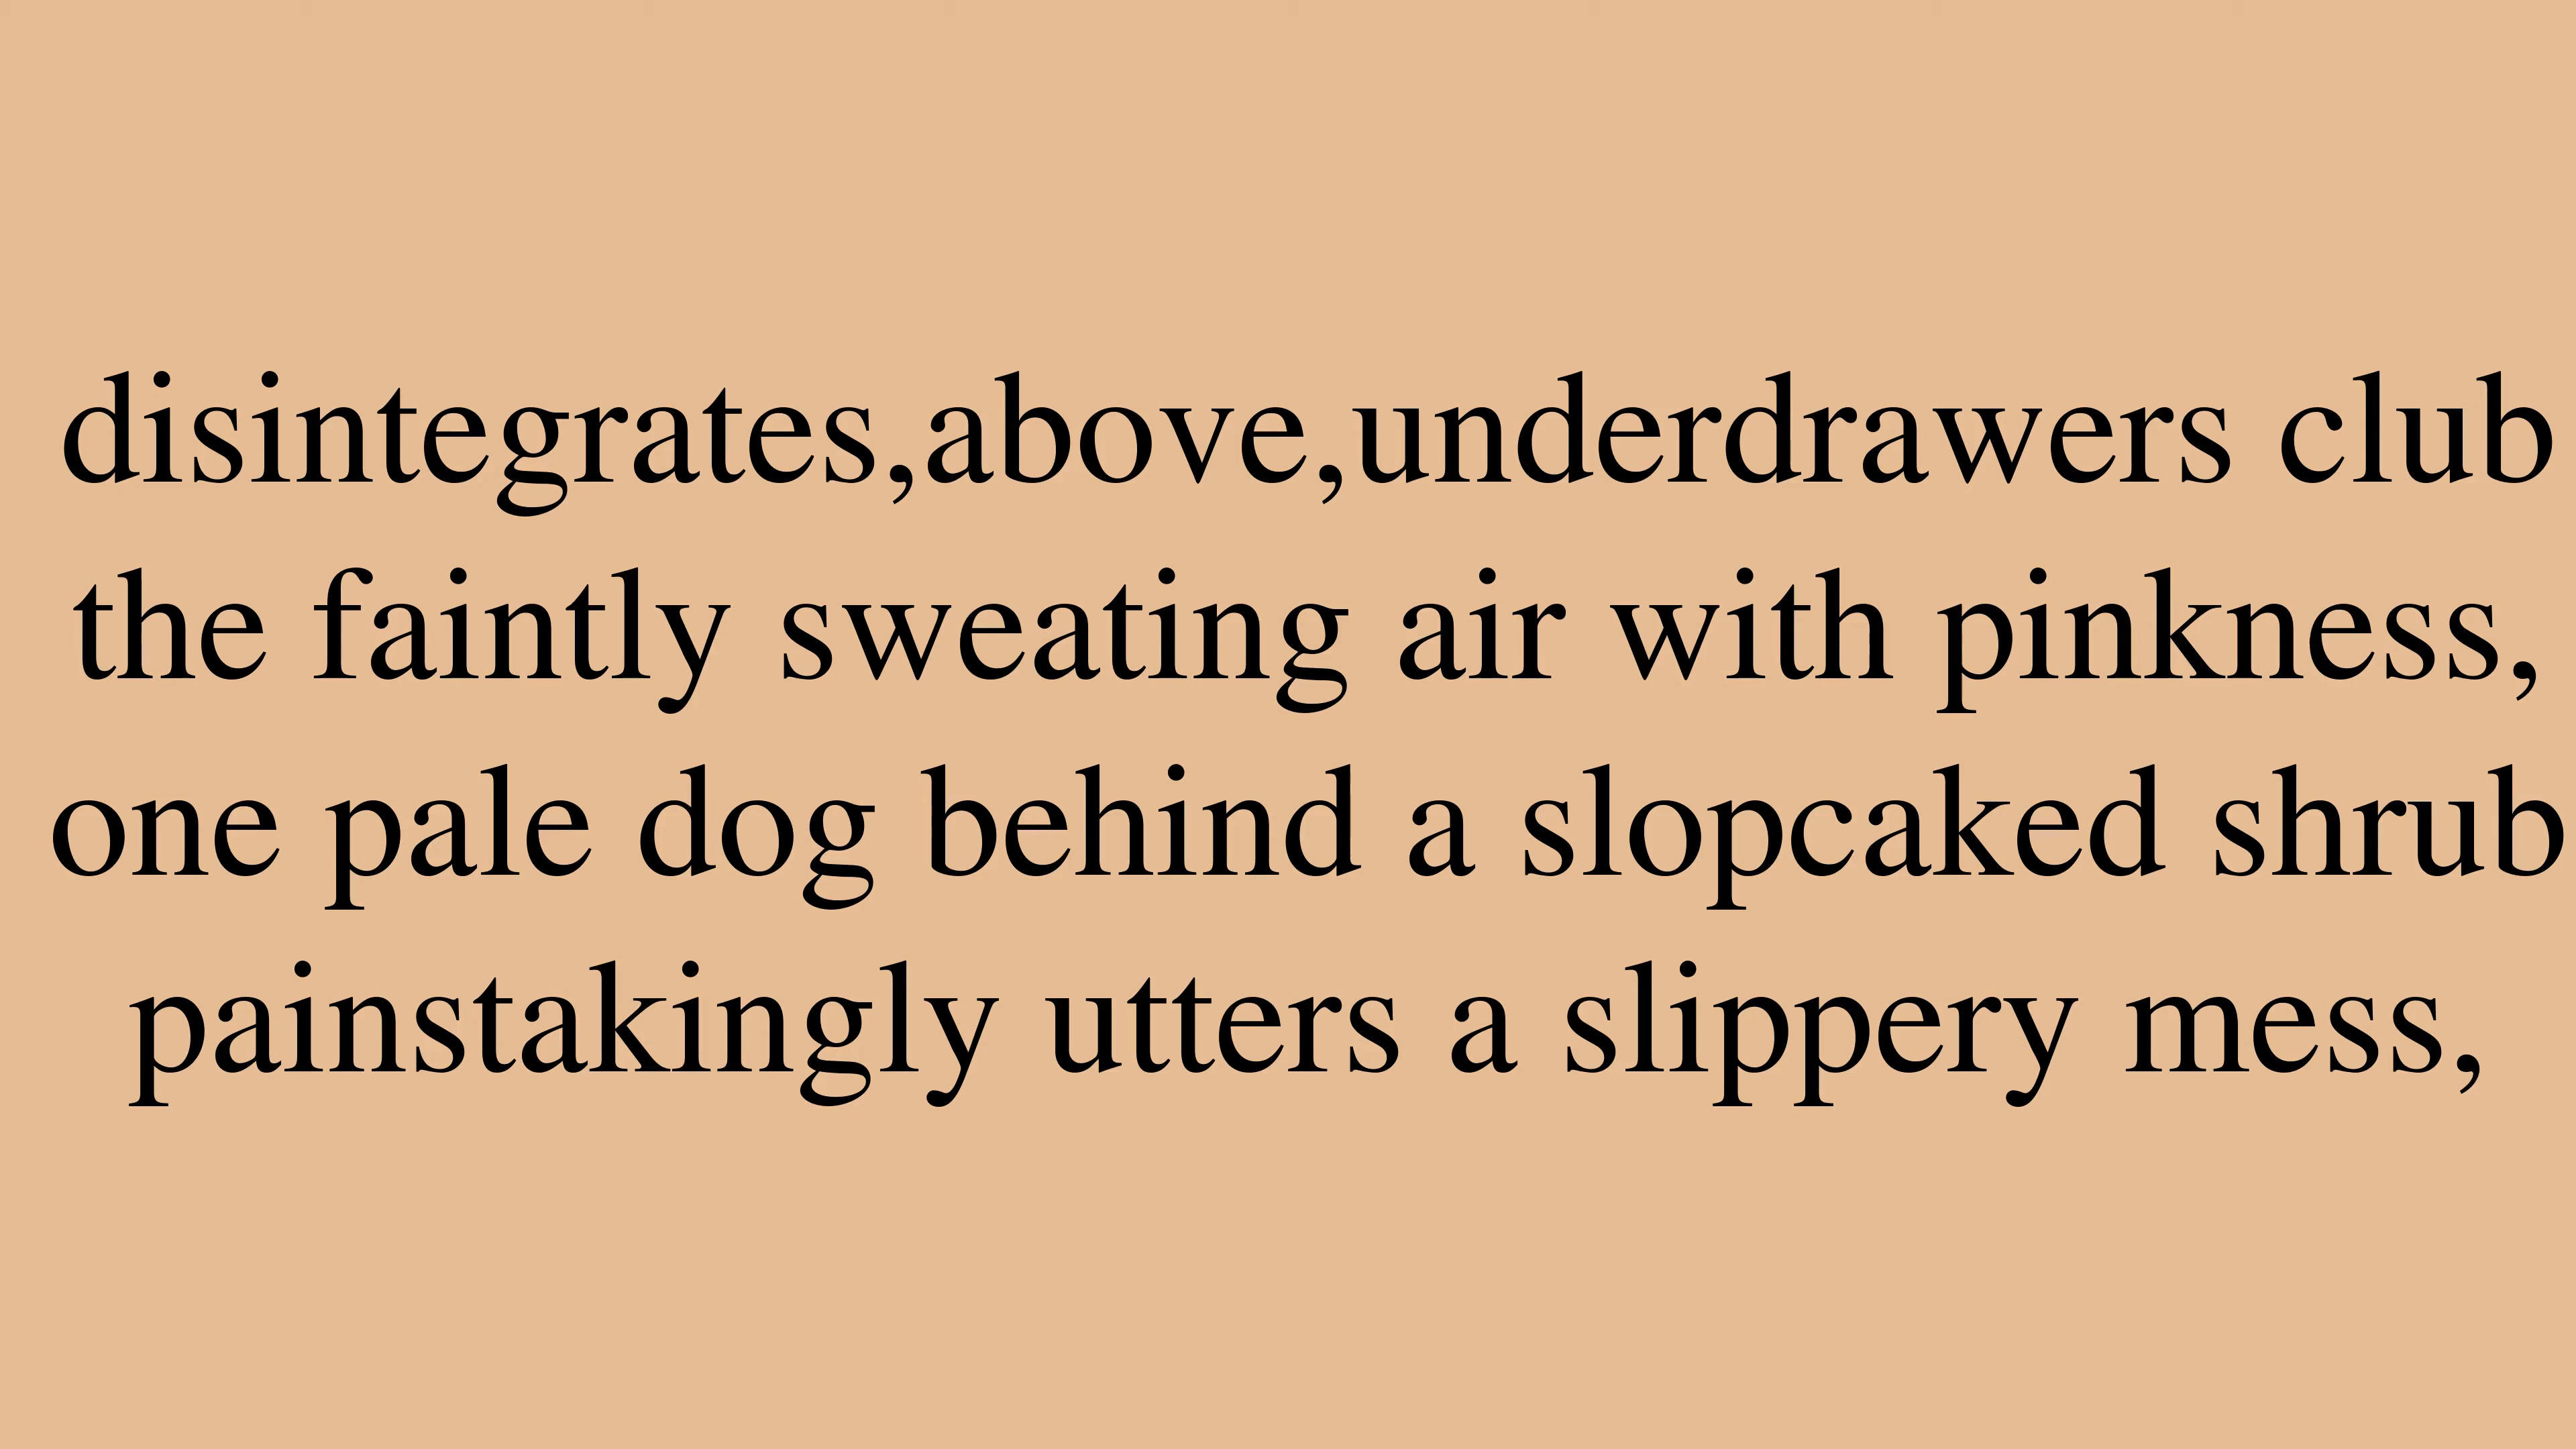 disintegrates,above,underdrawers club
the faintly sweating air with pinkness,
one pale dog behind a slopcaked shrub
painstakingly utters a slippery mess,